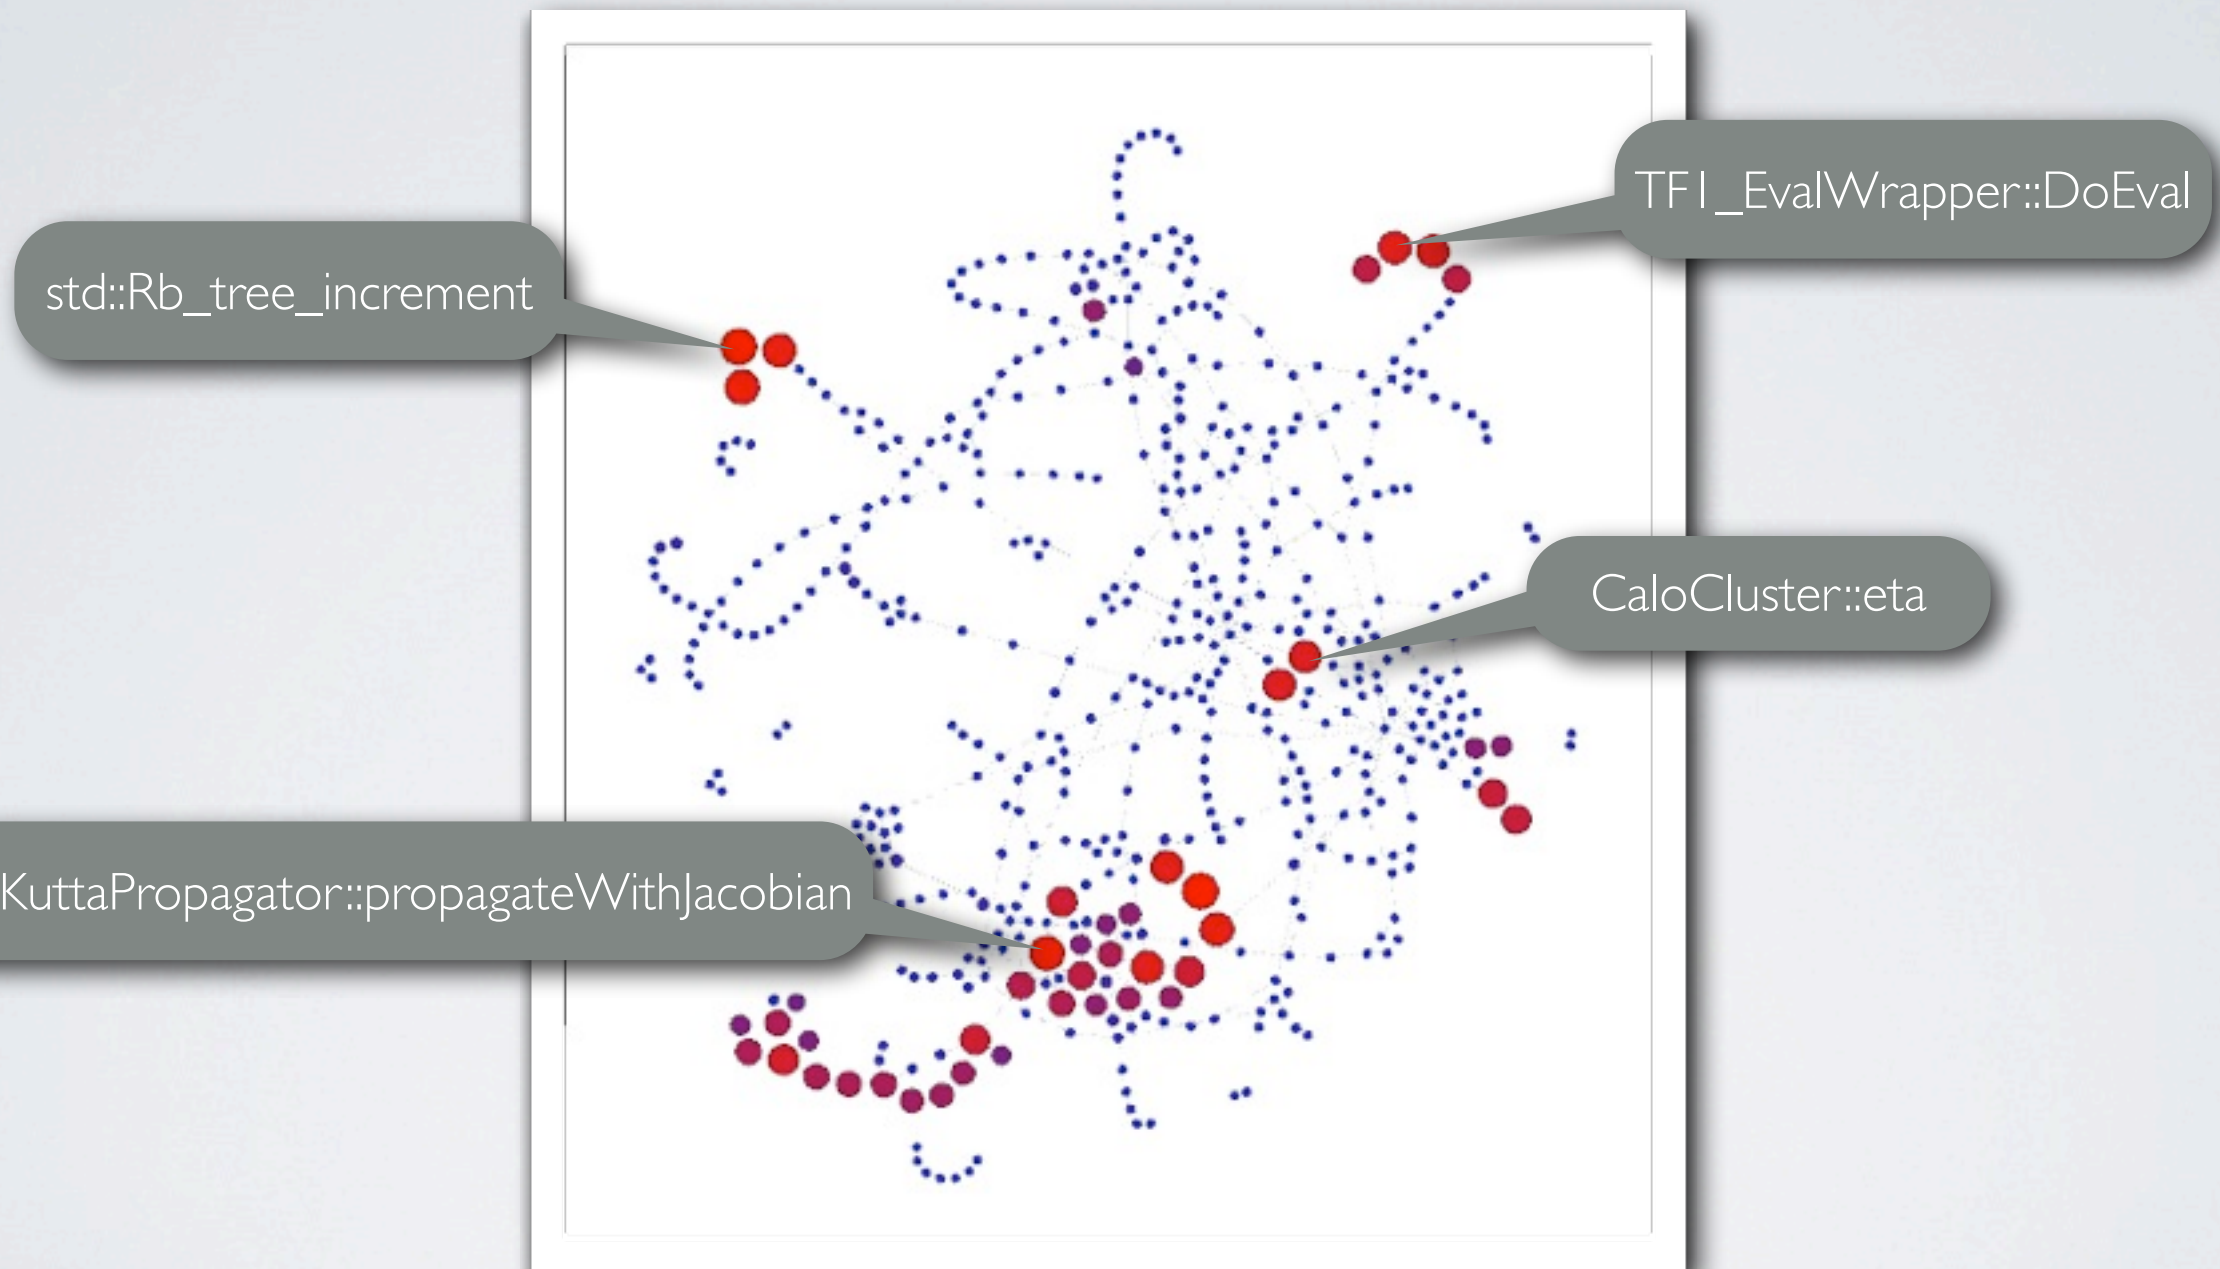 TF1_EvalWrapper::DoEval
std::Rb_tree_increment
CaloCluster::eta
KuttaPropagator::propagateWithJacobian